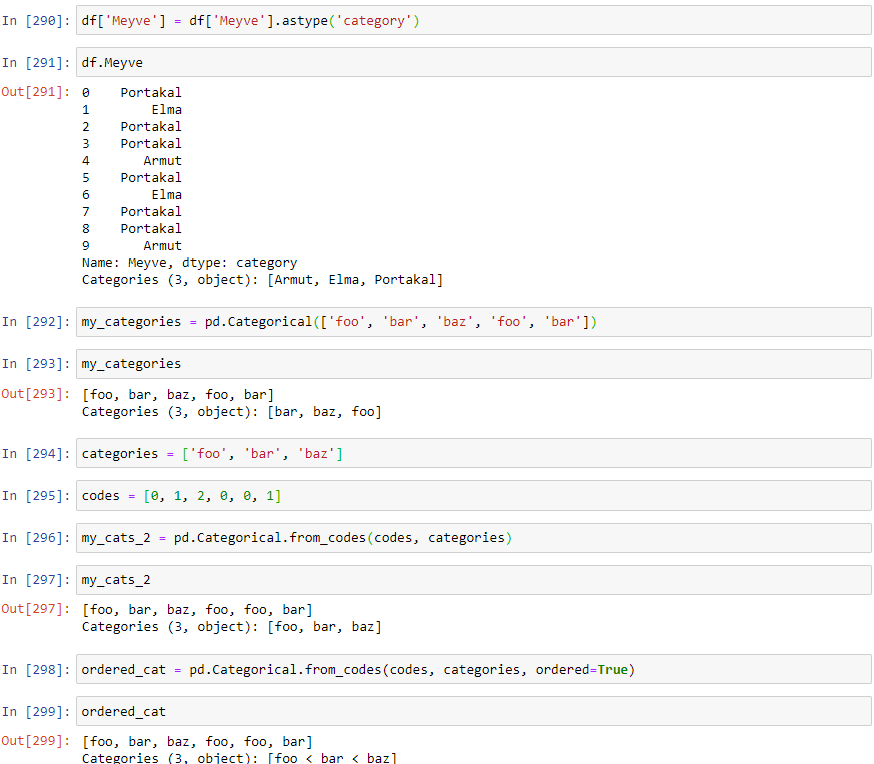 In [290]: df['Meyve'] = df['Meyve'].astype('category')
In [291]: df.Meyve
Out[291]: 0    Portakal
1        Elma
2    Portakal
3    Portakal
4       Armut
5    Portakal
6        Elma
7    Portakal
8    Portakal
9       Armut
Name: Meyve, dtype: category
Categories (3, object): [Armut, Elma, Portakal]
In [292]: my_categories = pd.Categorical(['foo', 'bar', 'baz', 'foo', 'bar'])
In [293]: my_categories
Out[293]: [foo, bar, baz, foo, bar]
Categories (3, object): [bar, baz, foo]
In [294]: categories = ['foo', 'bar', 'baz']
In [295]: codes = [0, 1, 2, 0, 0, 1]
In [296]: my_cats_2 = pd.Categorical.from_codes(codes, categories)
In [297]: my_cats_2
Out[297]: [foo, bar, baz, foo, foo, bar]
Categories (3, object): [foo, bar, baz]
In [298]: ordered_cat = pd.Categorical.from_codes(codes, categories, ordered=True)
In [299]: ordered_cat
Out[299]: [foo, bar, baz, foo, foo, bar]
Categories (3, object): [foo < bar < baz]